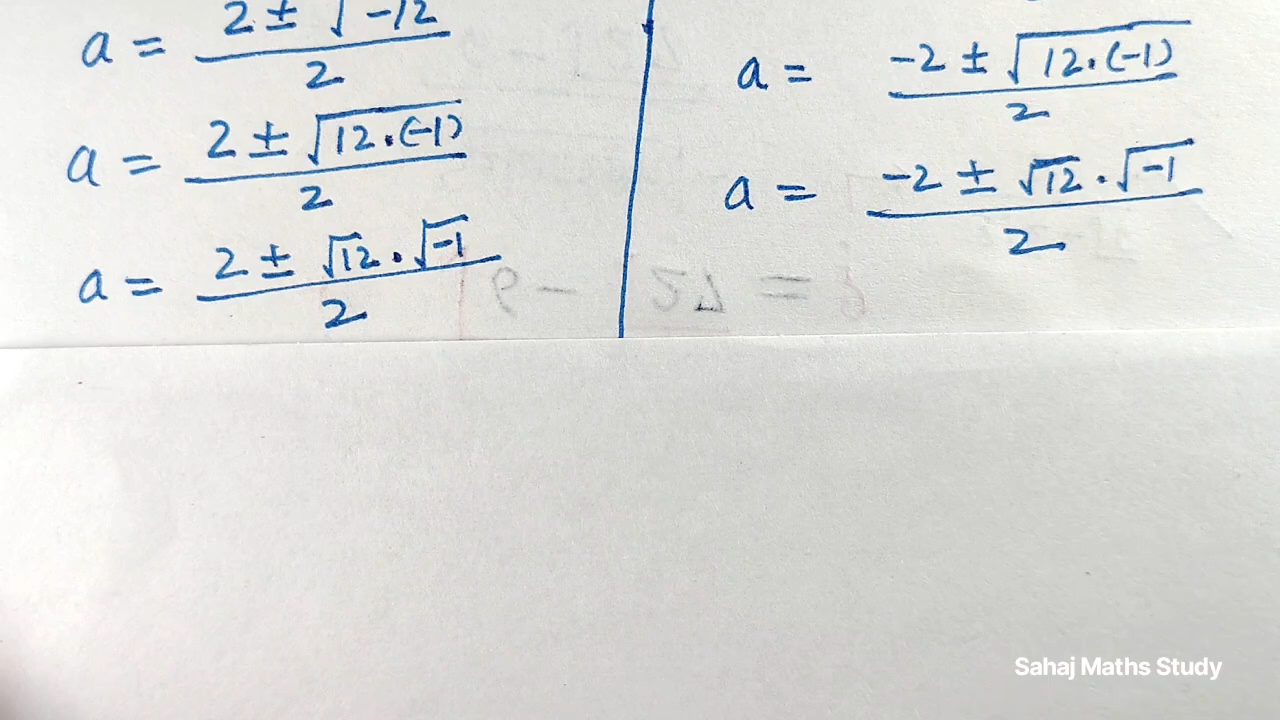 a = (2 ± √-12) / 2
a = (2 ± √(12·(-1))) / 2
a = (2 ± √12 · √-1) / 2
a = (-2 ± √(12·(-1))) / 2
a = (-2 ± √12 · √-1) / 2
Sahaj Maths Study